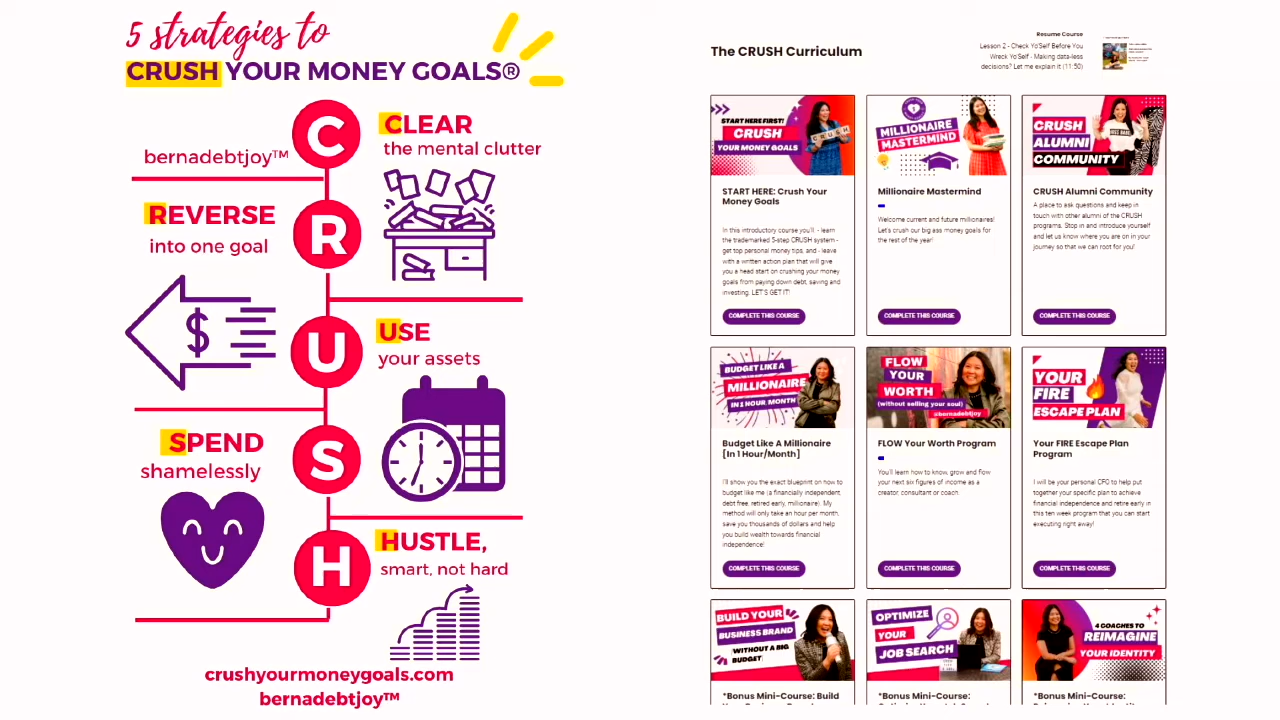 5 strategies to
CRUSH YOUR MONEY GOALS®
C
CLEAR
the mental clutter
bernadebtjoy™
R
REVERSE
into one goal
$
U
USE
your assets
S
SPEND
shamelessly
H
HUSTLE,
smart, not hard
crushyourmoneygoals.com
bernadebtjoy™
The CRUSH Curriculum
Resume Course
Lesson 2 - Check Yo'Self Before You
Wreck Yo'Self - Making data-less
decisions? Let me explain it (11:50)
START HERE FIRST!
CRUSH
YOUR MONEY GOALS
CRUSH
START HERE: Crush Your
Money Goals
In this introductory course you'll - learn
the trademarked 5-step CRUSH system -
get top personal money tips, and - leave
with a written action plan that will give
you a head start on crushing your money
goals from paying down debt, saving and
investing. LET'S GET IT!
COMPLETE THIS COURSE
MILLIONAIRE
MASTERMIND
Millionaire Mastermind
Welcome current and future millionaires!
Let's crush our big ass money goals for
the rest of the year!
COMPLETE THIS COURSE
CRUSH
ALUMNI
COMMUNITY
CRUSH Alumni Community
A place to ask questions and keep in
touch with other alumni of the CRUSH
programs. Stop in and introduce yourself
and let us know where you are on in your
journey so that we can root for you!
COMPLETE THIS COURSE
BUDGET LIKE A
MILLIONAIRE
IN 1 HOUR/MONTH
Budget Like A Millionaire
[In 1 Hour/Month]
I'll show you the exact blueprint on how to
budget like me (a financially independent,
debt free, retired early, millionaire). My
method will only take an hour per month,
save you thousands of dollars and help
you build wealth towards financial
independence!
COMPLETE THIS COURSE
FLOW
YOUR
WORTH
(without selling your soul)
@bernadebtjoy
FLOW Your Worth Program
You'll learn how to know, grow and flow
your next six figures of income as a
creator, consultant or coach.
COMPLETE THIS COURSE
YOUR
FIRE
ESCAPE PLAN
Your FIRE Escape Plan
Program
I will be your personal CFO to help put
together your specific plan to achieve
financial independence and retire early in
this ten week program that you can start
executing right away!
COMPLETE THIS COURSE
BUILD YOUR
BUSINESS BRAND
WITHOUT A BIG
BUDGET
*Bonus Mini-Course: Build
OPTIMIZE
YOUR
JOB SEARCH
*Bonus Mini-Course:
4 COACHES TO
REIMAGINE
YOUR IDENTITY
*Bonus Mini-Course: